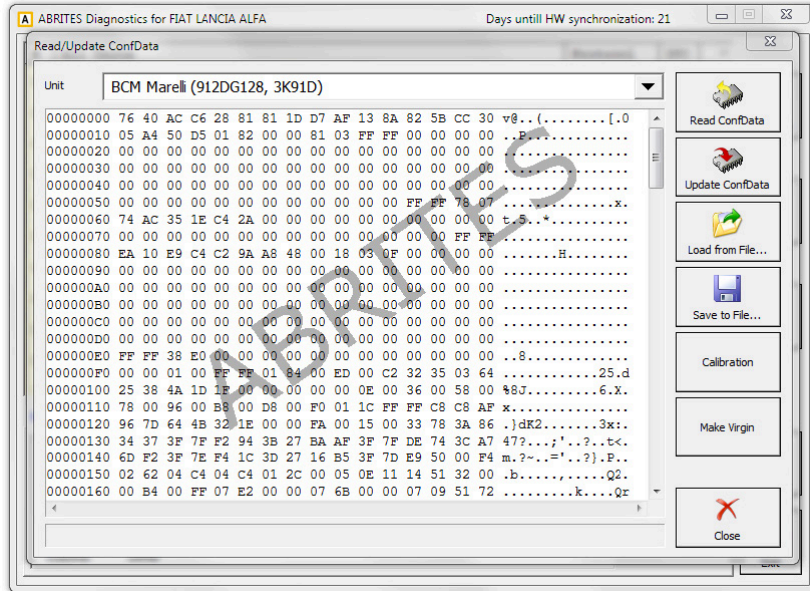 ABRITES Diagnostics for FIAT LANCIA ALFA Days untill HW synchronization: 21
Read/Update ConfData
Unit BCM Mareli (912DG128, 3K91D)
00000000 76 40 AC C6 28 81 81 1D D7 AF 13 8A 82 5B CC 30 v@..(........[.0
00000010 05 A4 50 D5 01 82 00 00 81 03 FF FF 00 00 00 00 ..P.............
00000020 00 00 00 00 00 00 00 00 00 00 00 00 00 00 00 00 ................
00000030 00 00 00 00 00 00 00 00 00 00 00 00 00 00 00 00 ................
00000040 00 00 00 00 00 00 00 00 00 00 00 00 00 00 00 00 ................
00000050 00 00 00 00 00 00 00 00 00 00 00 00 FF FF 78 07 ..............x.
00000060 74 AC 35 1E C4 2A 00 00 00 00 00 00 00 00 00 00 t.5..*..........
00000070 00 00 00 00 00 00 00 00 00 00 00 00 00 00 FF FF ................
00000080 EA 10 E9 C4 C2 9A A8 48 00 18 03 0F 00 00 00 00 .......H........
00000090 00 00 00 00 00 00 00 00 00 00 00 00 00 00 00 00 ................
000000A0 00 00 00 00 00 00 00 00 00 00 00 00 00 00 00 00 ................
000000B0 00 00 00 00 00 00 00 00 00 00 00 00 00 00 00 00 ................
000000C0 00 00 00 00 00 00 00 00 00 00 00 00 00 00 00 00 ................
000000D0 00 00 00 00 00 00 00 00 00 00 00 00 00 00 00 00 ................
000000E0 FF FF 38 E0 00 00 00 00 00 00 00 00 00 00 00 00 ..8.............
000000F0 00 00 01 00 FF FF 01 84 00 ED 00 C2 32 35 03 64 ............25.d
00000100 25 38 4A 1D 1F 00 00 00 00 00 0E 00 36 00 58 00 %8J.........6.X.
00000110 78 00 96 00 B8 00 D8 00 F0 01 1C FF FF C8 C8 AF x...............
00000120 96 7D 64 4B 32 1E 00 00 FA 00 15 00 33 78 3A 86 .}dK2.......3x:.
00000130 34 37 3F 7F F2 94 3B 27 BA AF 3F 7F DE 74 3C A7 47?...;'..?..t<.
00000140 6D F2 3F 7E F4 1C 3D 27 16 B5 3F 7D E9 50 00 F4 m.?~..='..?}.P..
00000150 02 62 04 C4 04 C4 01 2C 00 05 0E 11 14 51 32 00 .b.....,.....Q2.
00000160 00 B4 00 FF 07 E2 00 00 07 6B 00 00 07 09 51 72 .........k....Qr
ABRITES
Read ConfData
Update ConfData
Load from File...
Save to File...
Calibration
Make Virgin
Close